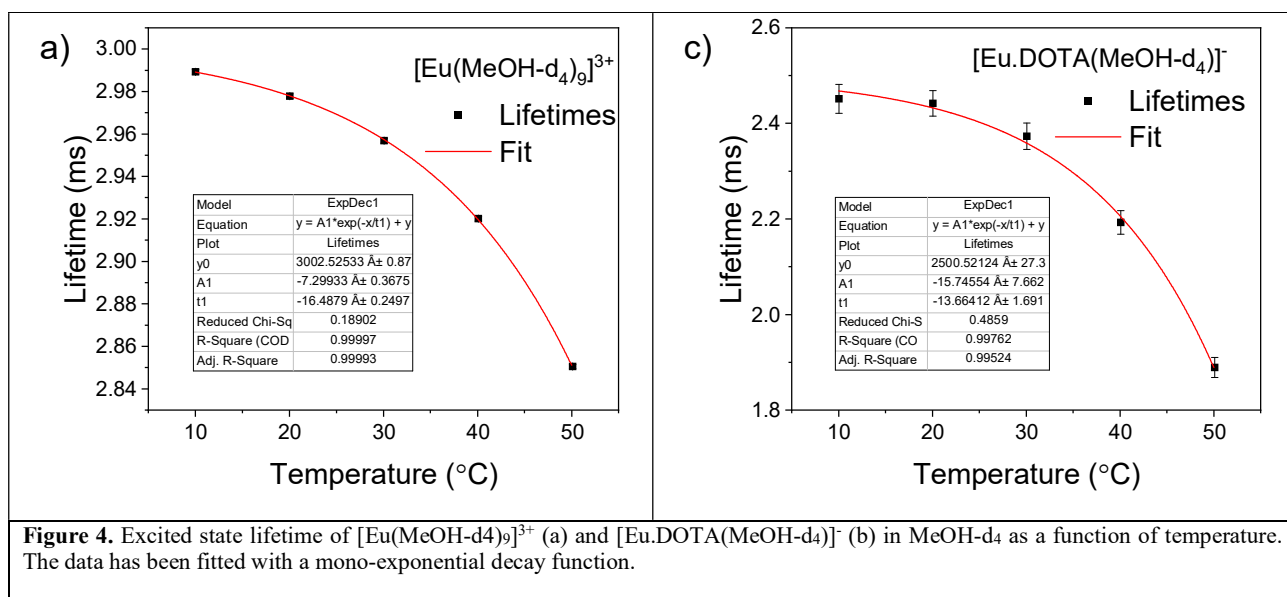 a)
[Eu(MeOH-d₄)₉]³⁺
Lifetimes
Fit
Lifetime (ms)
3.00
2.98
2.96
2.94
2.92
2.90
2.88
2.86
2.84
Model ExpDec1
Equation y = A1*exp(-x/t1) + y
Plot Lifetimes
y0 3002.52533 Â± 0.87
A1 -7.29933 Â± 0.3675
t1 -16.4879 Â± 0.2497
Reduced Chi-Sq 0.18902
R-Square (COD 0.99997
Adj. R-Square 0.99993
10 20 30 40 50
Temperature (°C)
c)
[Eu.DOTA(MeOH-d₄)]⁻
Lifetimes
Fit
Lifetime (ms)
2.6
2.4
2.2
2.0
1.8
Model ExpDec1
Equation y = A1*exp(-x/t1) + y
Plot Lifetimes
y0 2500.52124 Â± 27.3
A1 -15.74554 Â± 7.662
t1 -13.66412 Â± 1.691
Reduced Chi-S 0.4859
R-Square (CO 0.99762
Adj. R-Square 0.99524
10 20 30 40 50
Temperature (°C)
Figure 4. Excited state lifetime of [Eu(MeOH-d4)₉]³⁺ (a) and [Eu.DOTA(MeOH-d₄)]⁻ (b) in MeOH-d₄ as a function of temperature.
The data has been fitted with a mono-exponential decay function.